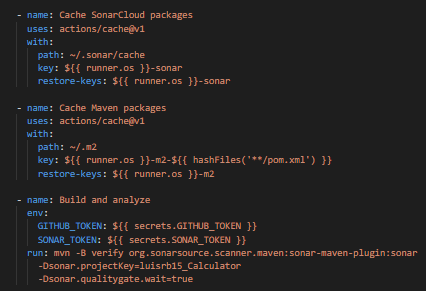 - name: Cache SonarCloud packages
uses: actions/cache@v1
with:
path: ~/.sonar/cache
key: ${{ runner.os }}-sonar
restore-keys: ${{ runner.os }}-sonar
- name: Cache Maven packages
uses: actions/cache@v1
with:
path: ~/.m2
key: ${{ runner.os }}-m2-${{ hashFiles('**/pom.xml') }}
restore-keys: ${{ runner.os }}-m2
- name: Build and analyze
env:
GITHUB_TOKEN: ${{ secrets.GITHUB_TOKEN }}
SONAR_TOKEN: ${{ secrets.SONAR_TOKEN }}
run: mvn -B verify org.sonarsource.scanner.maven:sonar-maven-plugin:sonar
-Dsonar.projectKey=luisrb15_Calculator
-Dsonar.qualitygate.wait=true